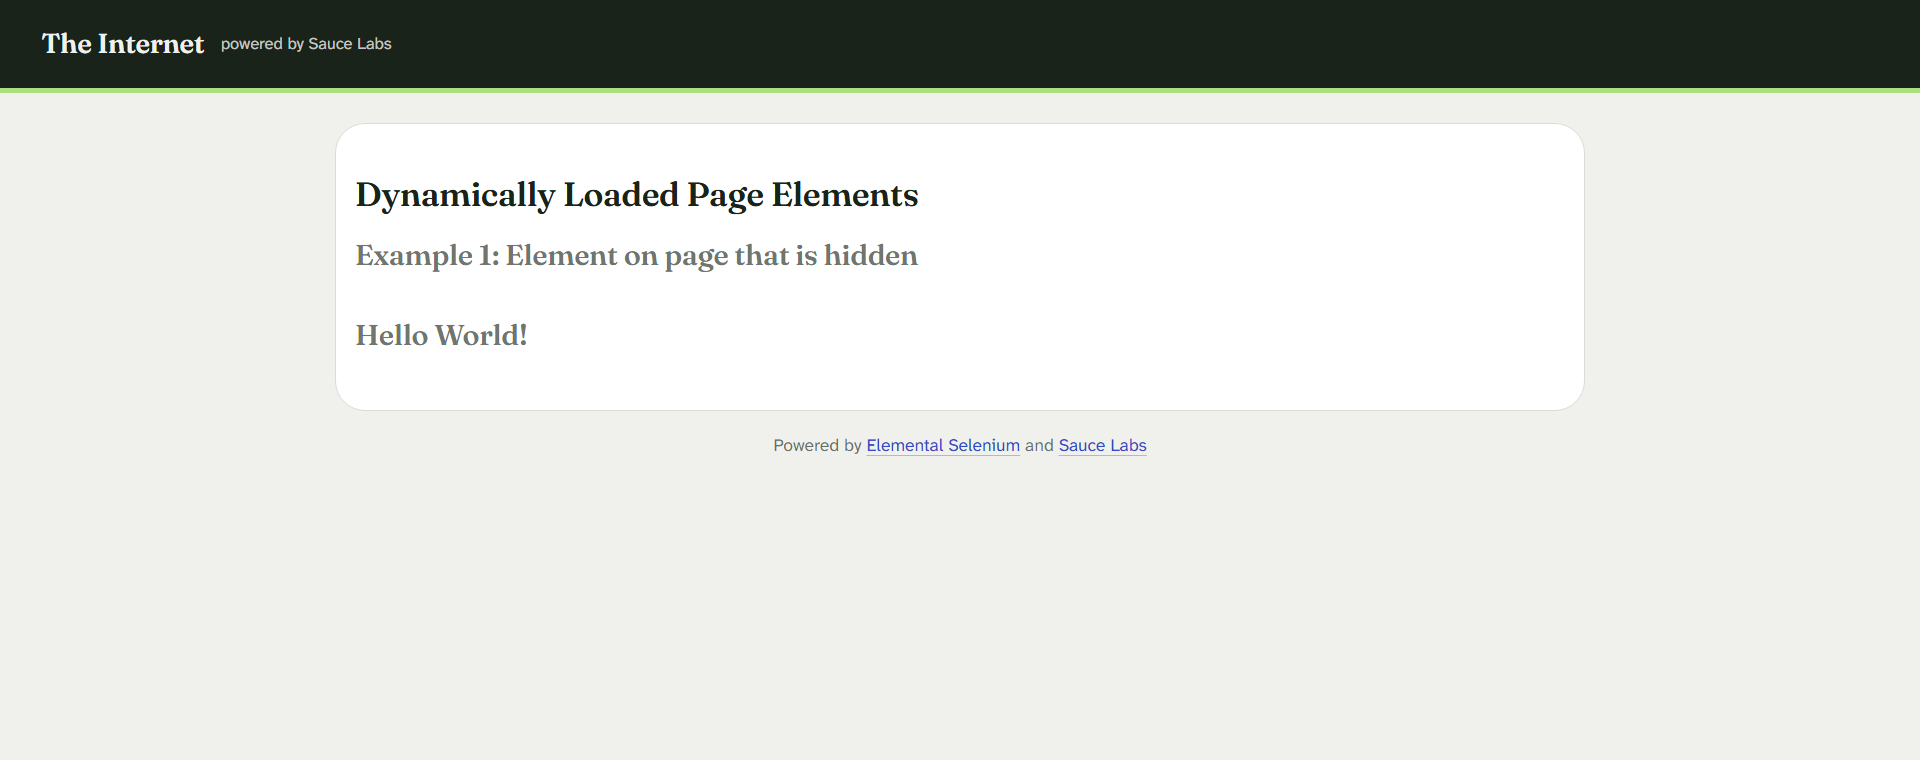 The Internet powered by Sauce Labs
Dynamically Loaded Page Elements
Example 1: Element on page that is hidden
Hello World!
Powered by Elemental Selenium and Sauce Labs